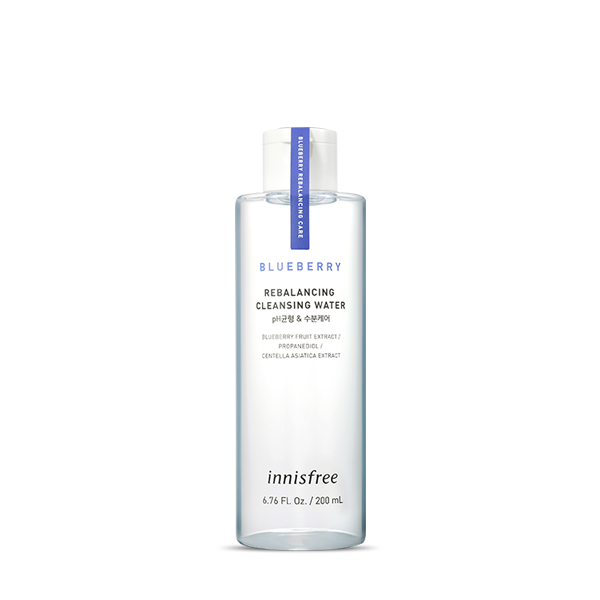 BLUEBERRY REBALANCING CARE
BLUEBERRY
REBALANCING
CLEANSING WATER
pH균형 & 수분케어
BLUEBERRY FRUIT EXTRACT /
PROPANEDIOL /
CENTELLA ASIATICA EXTRACT
innisfree
6.76 FL. Oz. / 200 mL